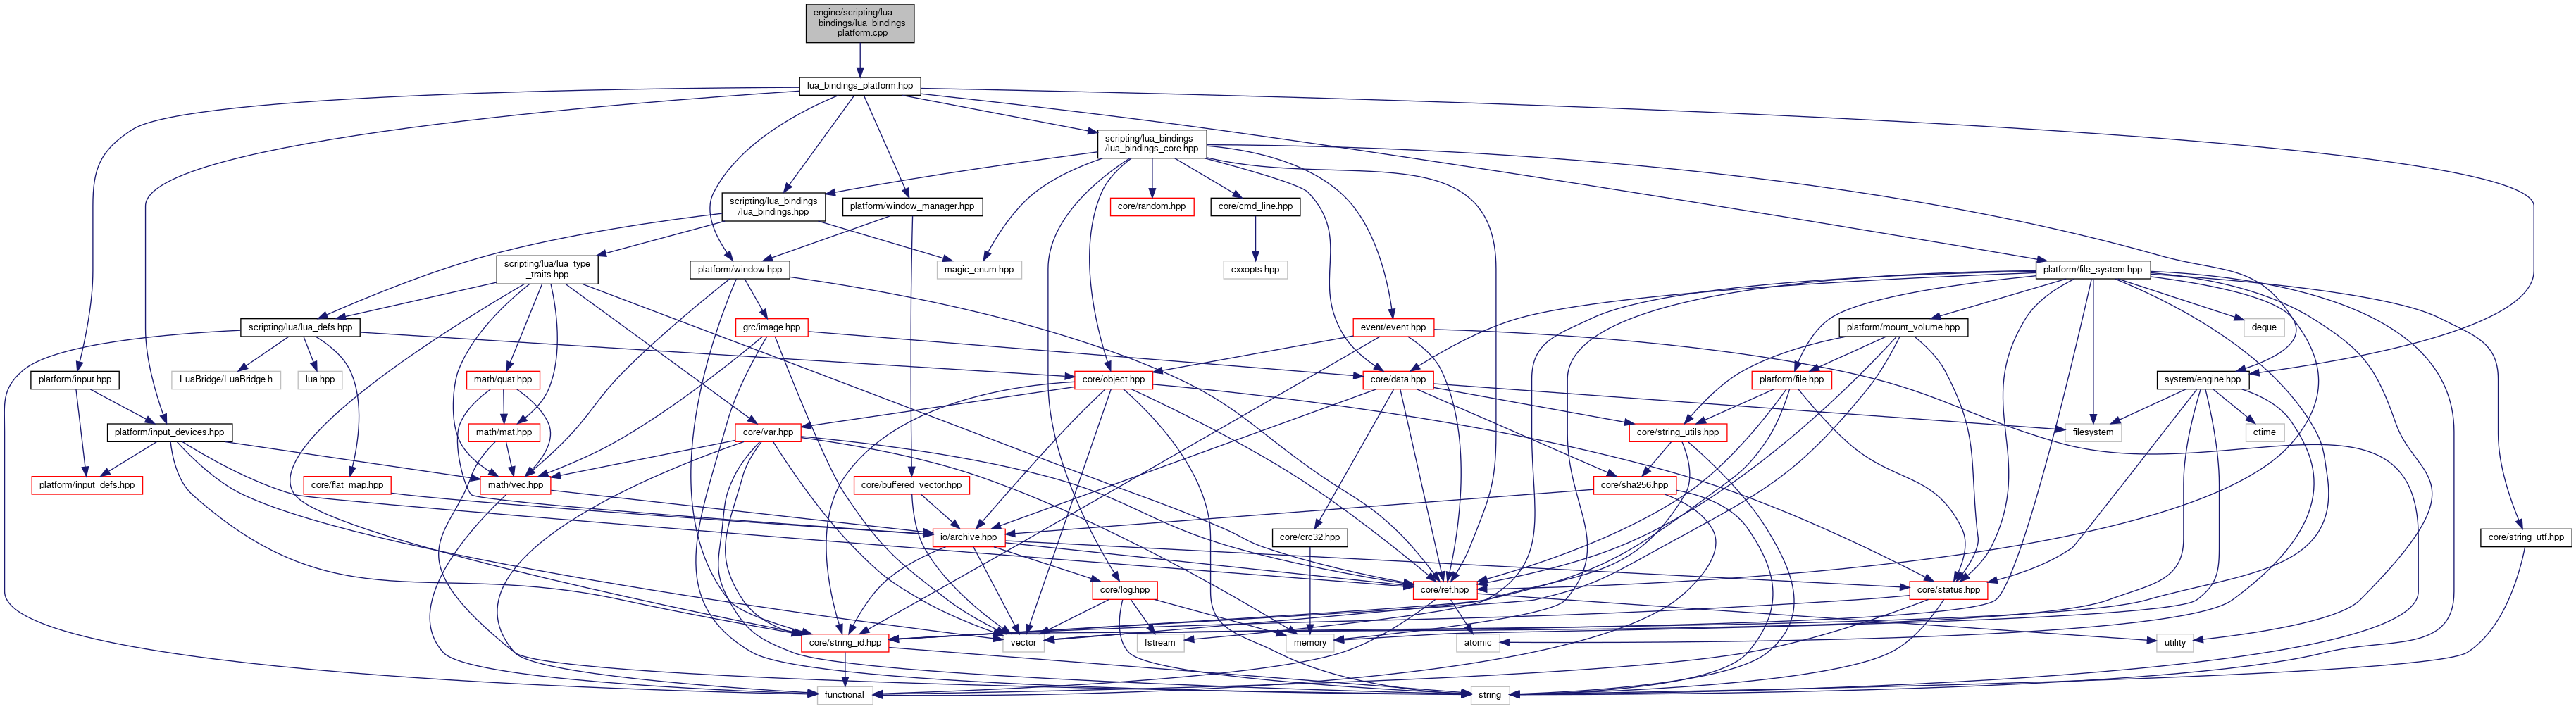 engine/scripting/lua
_bindings/lua_bindings
_platform.cpp
lua_bindings_platform.hpp
scripting/lua_bindings
/lua_bindings_core.hpp
scripting/lua_bindings
/lua_bindings.hpp
platform/window_manager.hpp
core/random.hpp
core/cmd_line.hpp
scripting/lua/lua_type
_traits.hpp
platform/window.hpp
magic_enum.hpp
cxxopts.hpp
platform/file_system.hpp
scripting/lua/lua_defs.hpp
grc/image.hpp
event/event.hpp
platform/mount_volume.hpp
deque
platform/input.hpp
LuaBridge/LuaBridge.h
lua.hpp
math/quat.hpp
core/object.hpp
core/data.hpp
platform/file.hpp
system/engine.hpp
platform/input_devices.hpp
math/mat.hpp
core/var.hpp
core/string_utils.hpp
filesystem
ctime
platform/input_defs.hpp
core/flat_map.hpp
math/vec.hpp
core/buffered_vector.hpp
core/sha256.hpp
io/archive.hpp
core/crc32.hpp
core/string_utf.hpp
core/log.hpp
core/ref.hpp
core/status.hpp
core/string_id.hpp
vector
fstream
memory
atomic
utility
functional
string